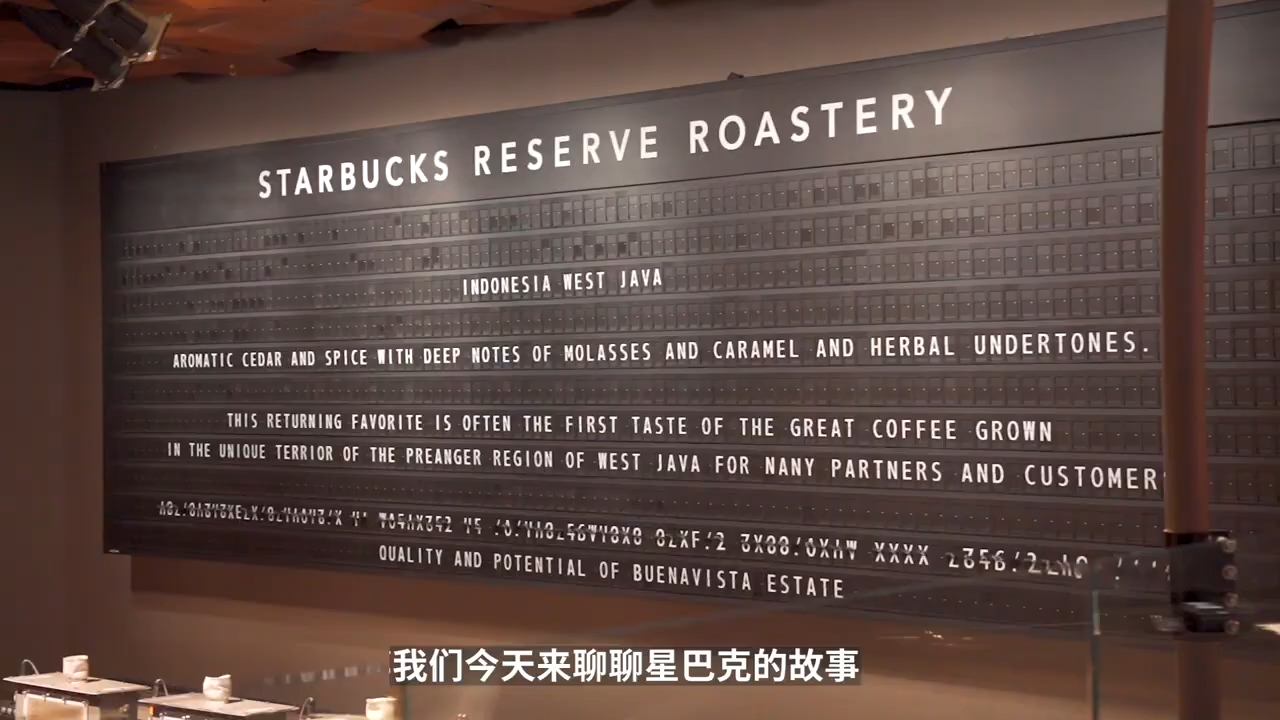 STARBUCKS RESERVE ROASTERY
INDONESIA WEST JAVA
AROMATIC CEDAR AND SPICE WITH DEEP NOTES OF MOLASSES AND CARAMEL AND HERBAL UNDERTONES.
THIS RETURNING FAVORITE IS OFTEN THE FIRST TASTE OF THE GREAT COFFEE GROWN
IN THE UNIQUE TERRIOR OF THE PREANGER REGION OF WEST JAVA FOR NANY PARTNERS AND CUSTOMER
QUALITY AND POTENTIAL OF BUENAVISTA ESTATE
我们今天来聊聊星巴克的故事